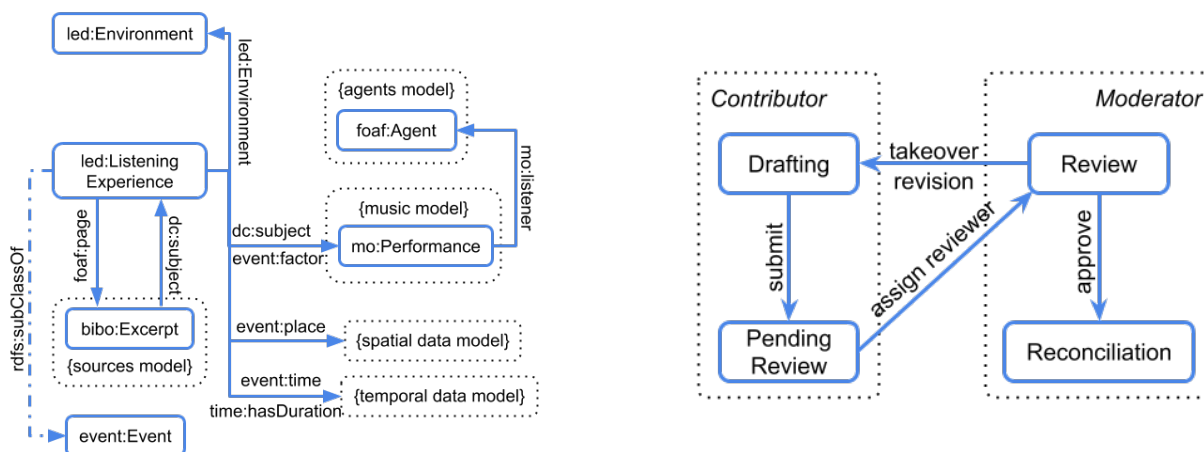 led:Environment
led:Environment
{agents model}
foaf:Agent
mo:listener
led:Listening
Experience
foaf:page
dc:subject
{music model}
dc:subject
mo:Performance
event:factor
rdfs:subClassOf
bibo:Excerpt
{sources model}
event:place
{spatial data model}
event:time
{temporal data model}
time:hasDuration
event:Event
Contributor
Moderator
Drafting
takeover
revision
Review
submit
assign reviewer
approve
Pending
Review
Reconciliation